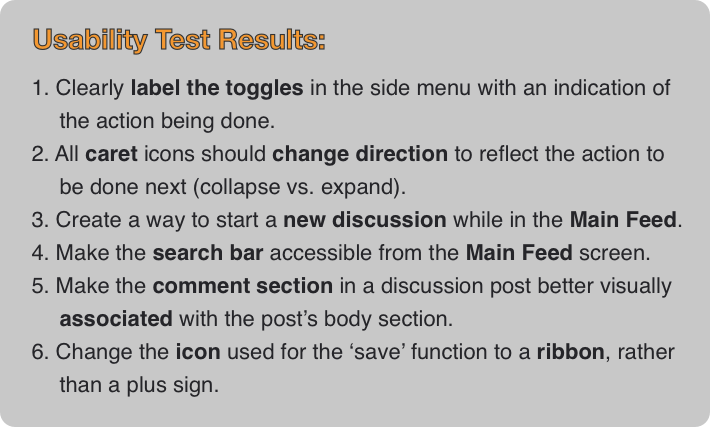 Usability Test Results:
1. Clearly label the toggles in the side menu with an indication of
the action being done.
2. All caret icons should change direction to reflect the action to
be done next (collapse vs. expand).
3. Create a way to start a new discussion while in the Main Feed.
4. Make the search bar accessible from the Main Feed screen.
5. Make the comment section in a discussion post better visually
associated with the post’s body section.
6. Change the icon used for the ‘save’ function to a ribbon, rather
than a plus sign.